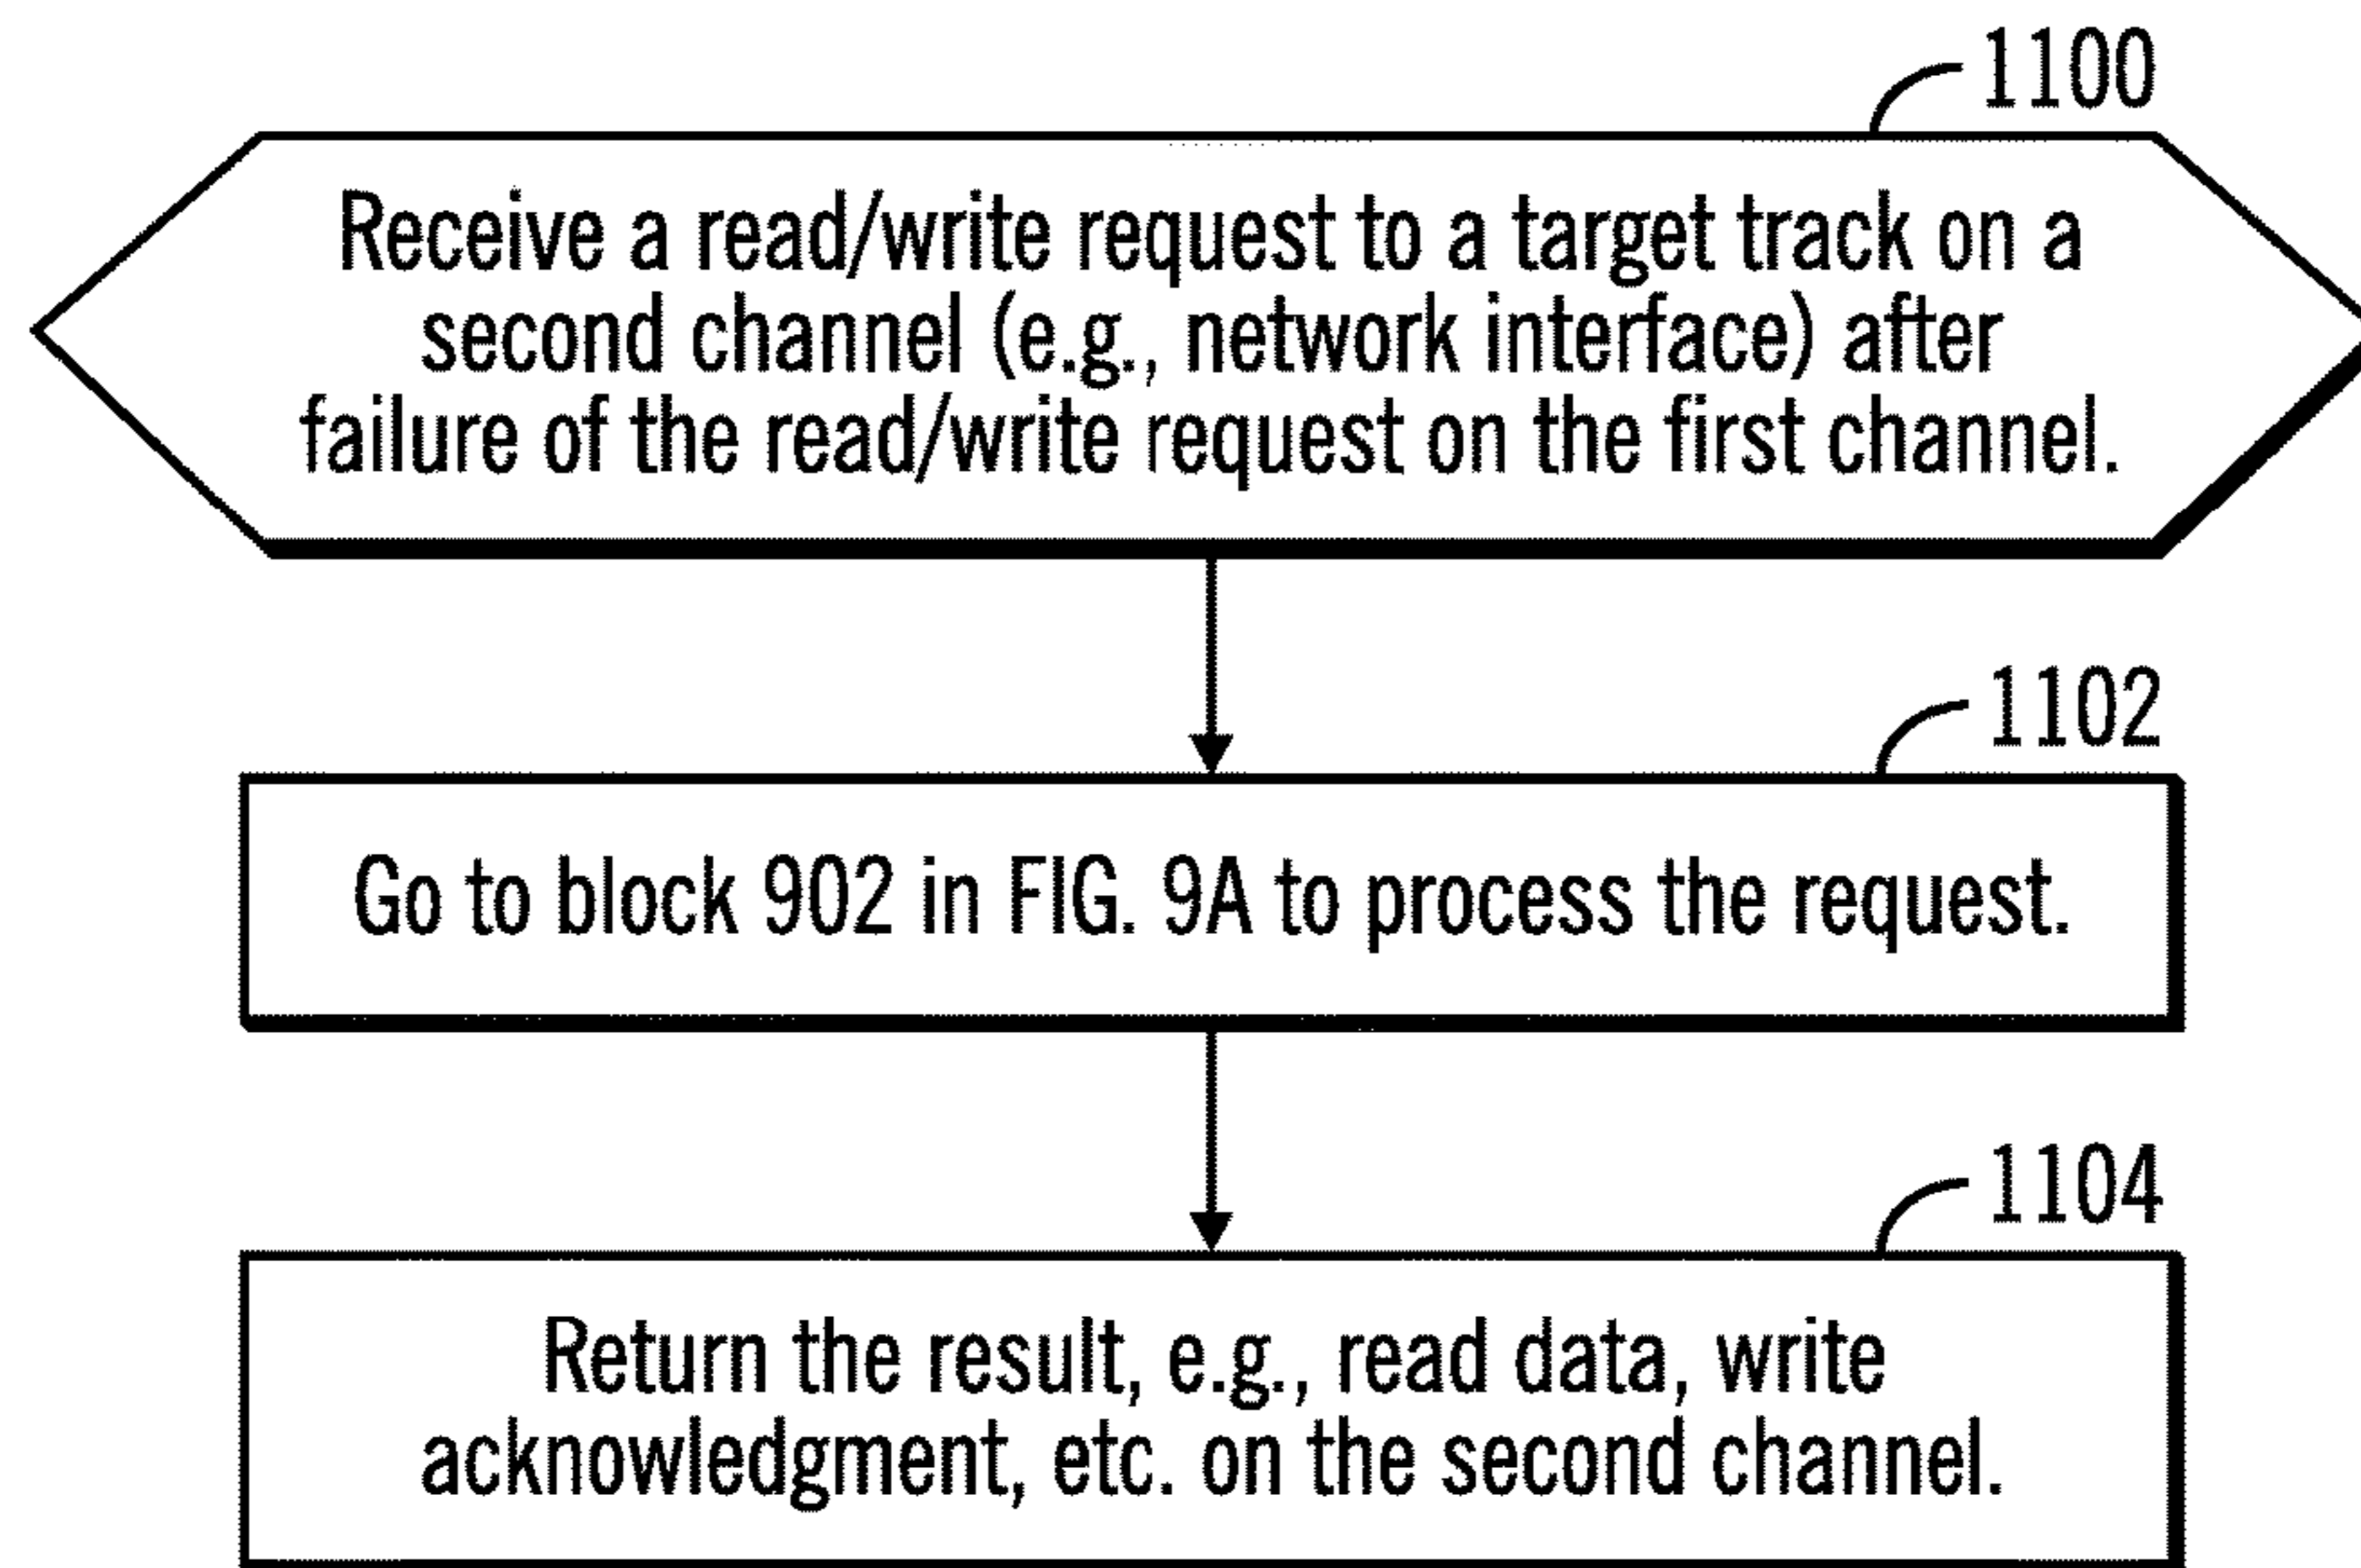 1100
Receive a read/write request to a target track on a
second channel (e.g., network interface) after
failure of the read/write request on the first channel.
1102
Go to block 902 in FIG. 9A to process the request.
1104
Return the result, e.g., read data, write
acknowledgment, etc. on the second channel.